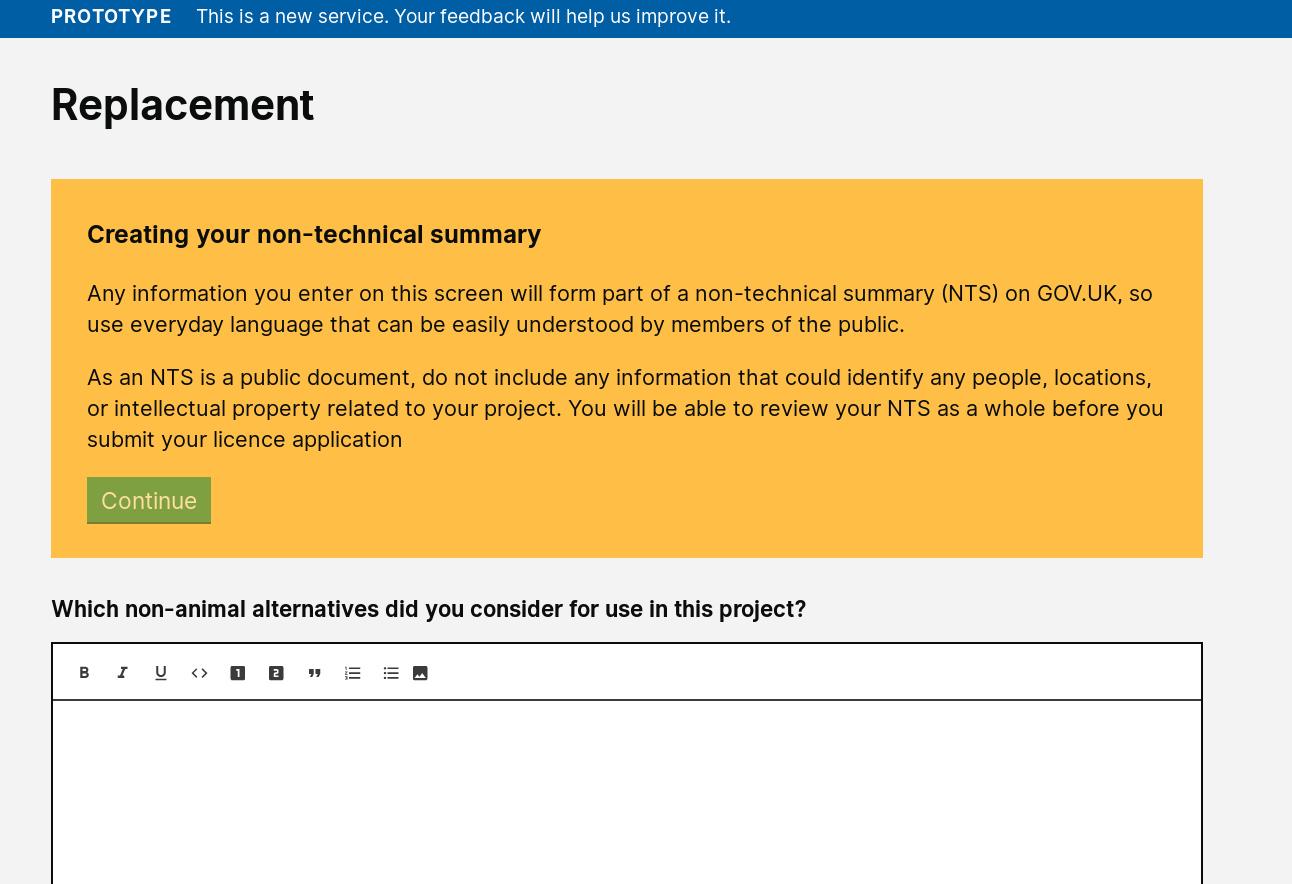 PROTOTYPE This is a new service. Your feedback will help us improve it.
Replacement
Creating your non-technical summary
Any information you enter on this screen will form part of a non-technical summary (NTS) on GOV.UK, so
use everyday language that can be easily understood by members of the public.
As an NTS is a public document, do not include any information that could identify any people, locations,
or intellectual property related to your project. You will be able to review your NTS as a whole before you
submit your licence application
Continue
Which non-animal alternatives did you consider for use in this project?
B I U <> 1 2 "